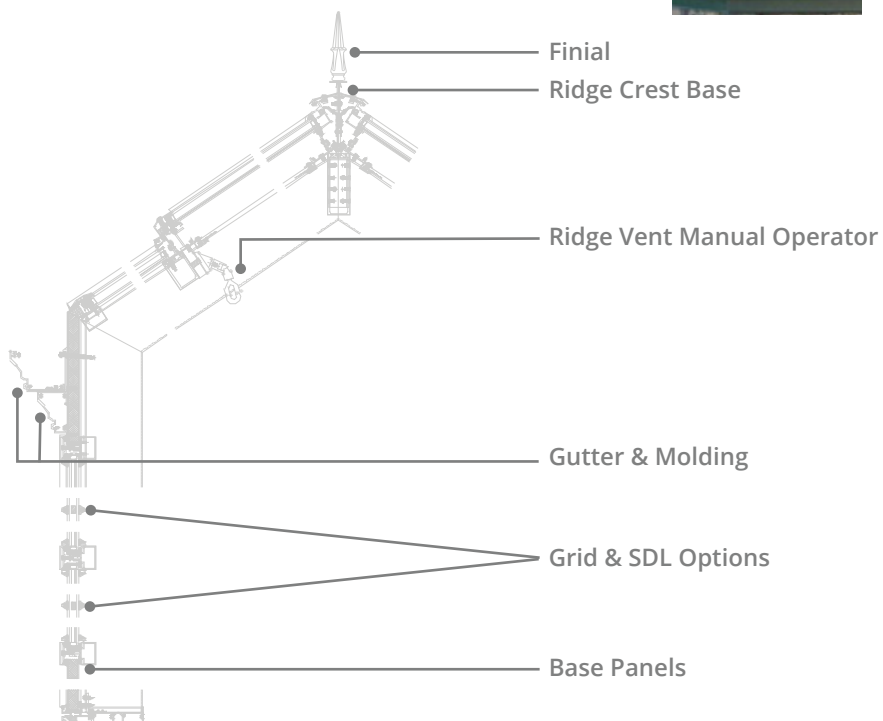 Finial
Ridge Crest Base
Ridge Vent Manual Operator
Gutter & Molding
Grid & SDL Options
Base Panels